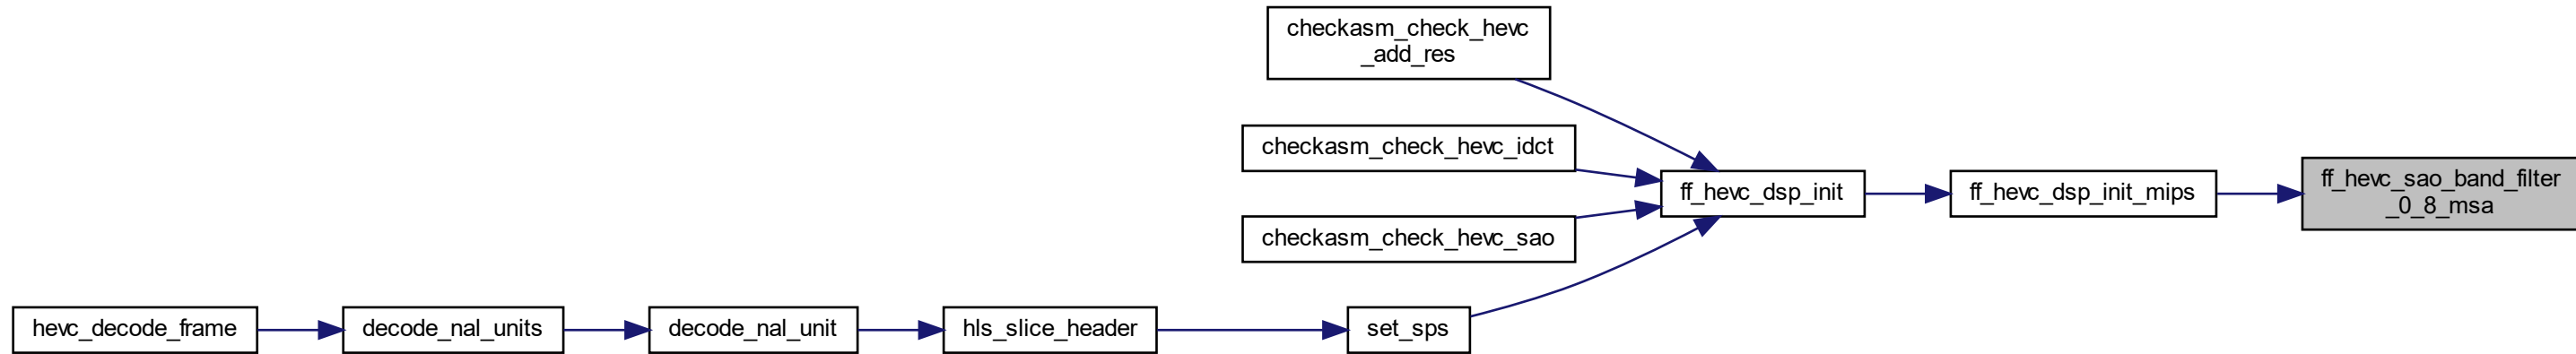 checkasm_check_hevc
_add_res
checkasm_check_hevc_idct
checkasm_check_hevc_sao
ff_hevc_dsp_init
ff_hevc_dsp_init_mips
ff_hevc_sao_band_filter
_0_8_msa
hevc_decode_frame
decode_nal_units
decode_nal_unit
hls_slice_header
set_sps